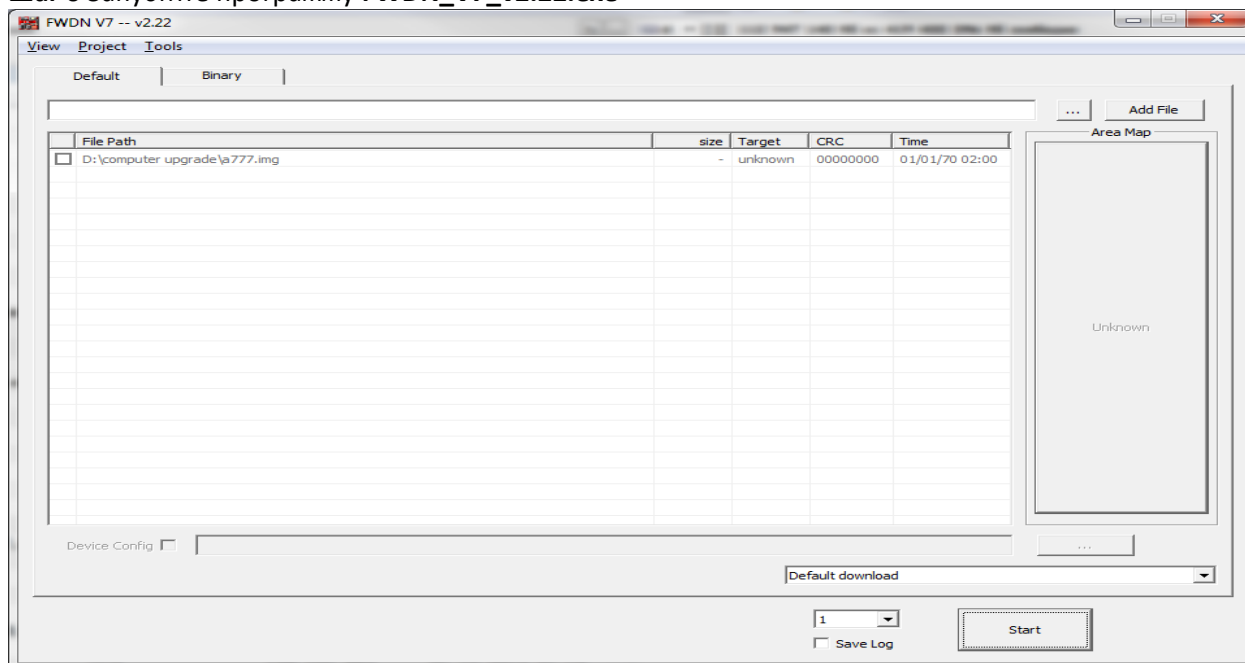 FWDN V7 -- v2.22
View Project Tools
Default Binary
... Add File
File Path size Target CRC Time Area Map
D:\computer upgrade\a777.img - unknown 00000000 01/01/70 02:00
Unknown
Device Config ...
Default download
1
Start
Save Log